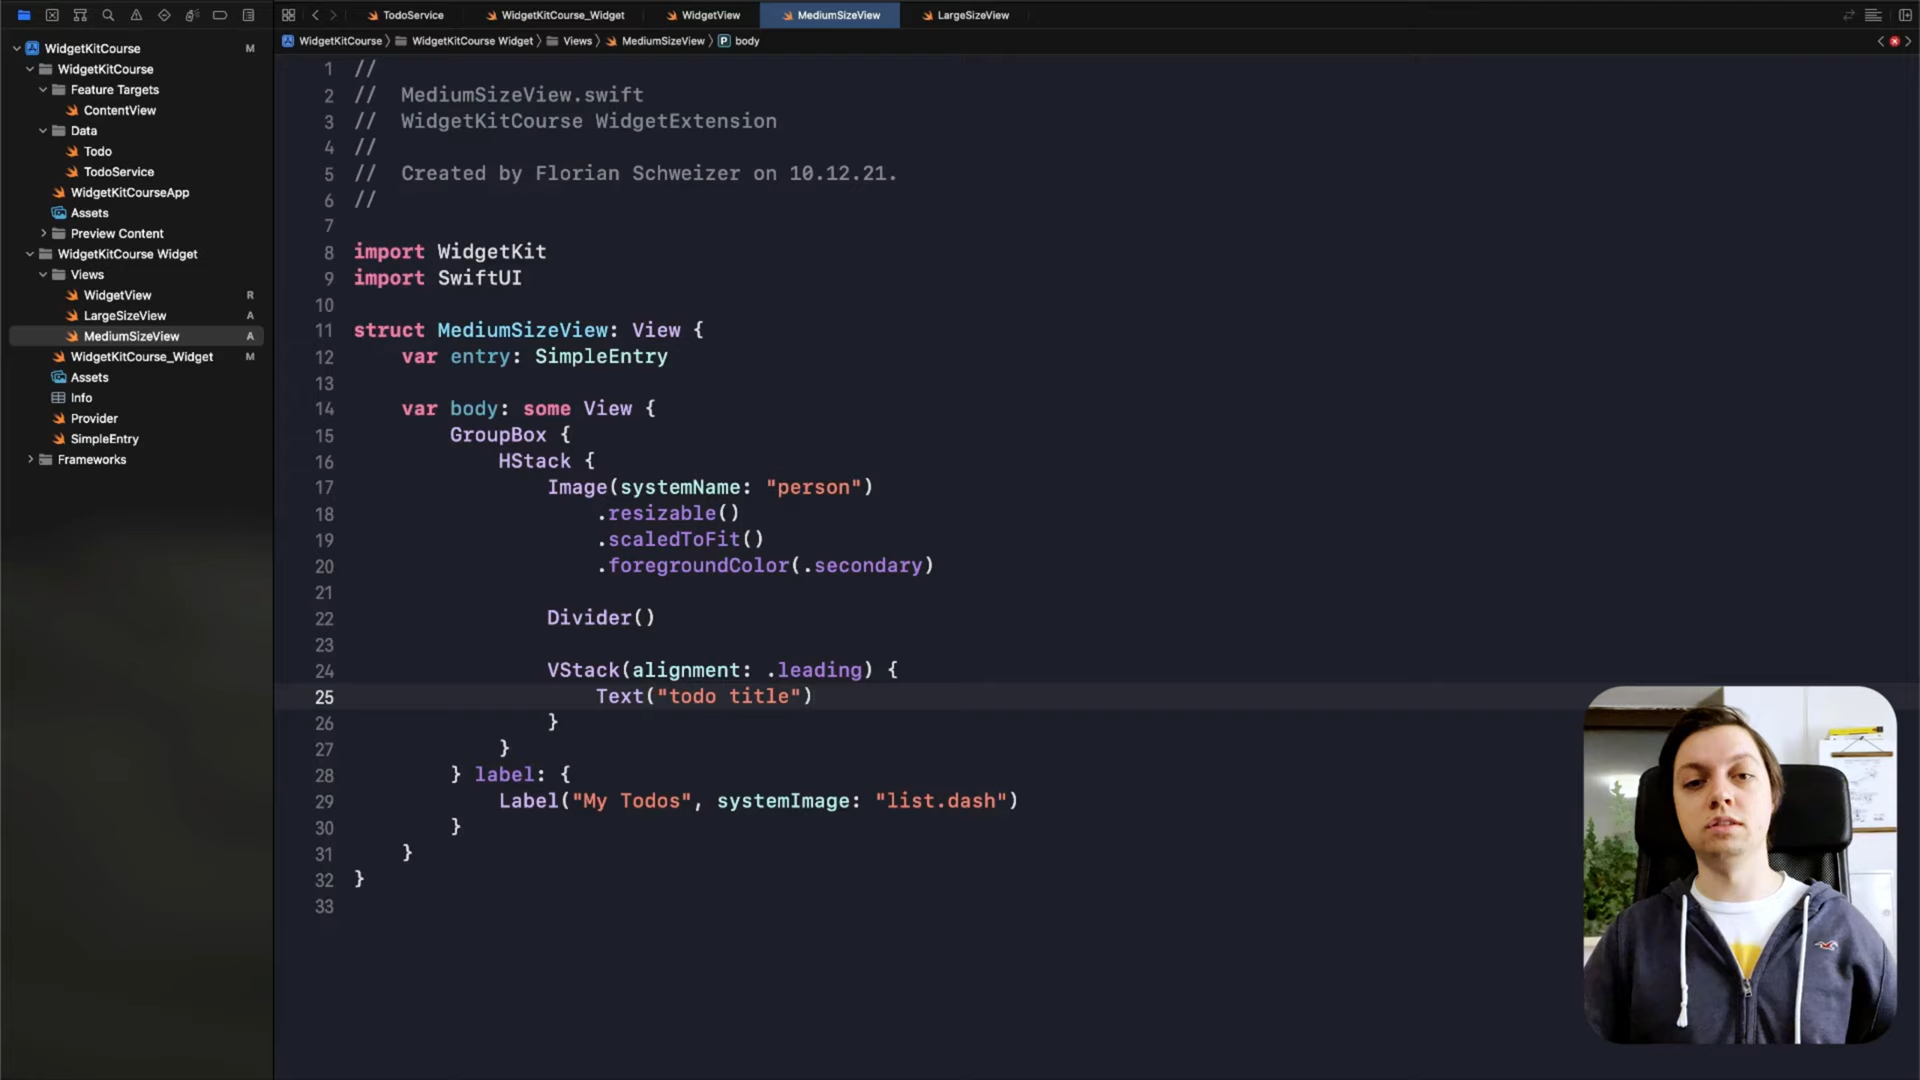 TodoService
WidgetKitCourse_Widget
WidgetView
MediumSizeView
LargeSizeView
WidgetKitCourse
WidgetKitCourse Widget
Views
MediumSizeView
P
body
WidgetKitCourse
M
WidgetKitCourse
Feature Targets
ContentView
Data
Todo
TodoService
WidgetKitCourseApp
Assets
Preview Content
WidgetKitCourse Widget
Views
WidgetView
R
LargeSizeView
A
MediumSizeView
A
WidgetKitCourse_Widget
M
Assets
Info
Provider
SimpleEntry
Frameworks
1 //
2 //  MediumSizeView.swift
3 //  WidgetKitCourse WidgetExtension
4 //
5 //  Created by Florian Schweizer on 10.12.21.
6 //
7
8 import WidgetKit
9 import SwiftUI
10
11 struct MediumSizeView: View {
12     var entry: SimpleEntry
13
14     var body: some View {
15         GroupBox {
16             HStack {
17                 Image(systemName: "person")
18                     .resizable()
19                     .scaledToFit()
20                     .foregroundColor(.secondary)
21
22                 Divider()
23
24                 VStack(alignment: .leading) {
25                     Text("todo title")
26                 }
27             }
28         } label: {
29             Label("My Todos", systemImage: "list.dash")
30         }
31     }
32 }
33